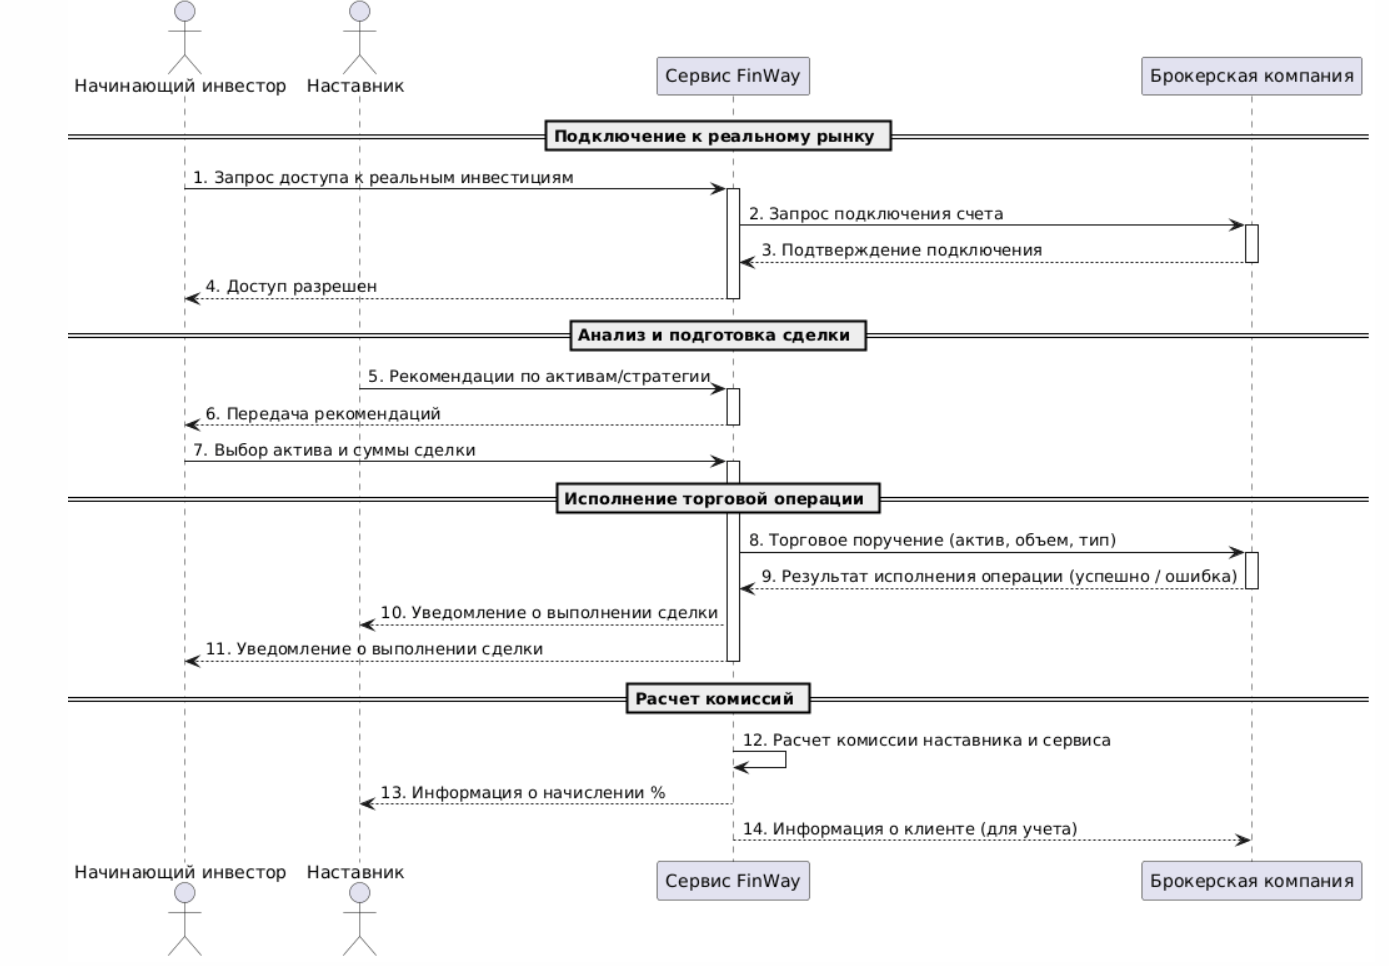 Начинающий инвестор
Наставник
Сервис FinWay
Брокерская компания
Подключение к реальному рынку
1. Запрос доступа к реальным инвестициям
2. Запрос подключения счета
3. Подтверждение подключения
4. Доступ разрешен
Анализ и подготовка сделки
5. Рекомендации по активам/стратегии
6. Передача рекомендаций
7. Выбор актива и суммы сделки
Исполнение торговой операции
8. Торговое поручение (актив, объем, тип)
9. Результат исполнения операции (успешно / ошибка)
10. Уведомление о выполнении сделки
11. Уведомление о выполнении сделки
Расчет комиссий
12. Расчет комиссии наставника и сервиса
13. Информация о начислении %
14. Информация о клиенте (для учета)
Начинающий инвестор
Наставник
Сервис FinWay
Брокерская компания